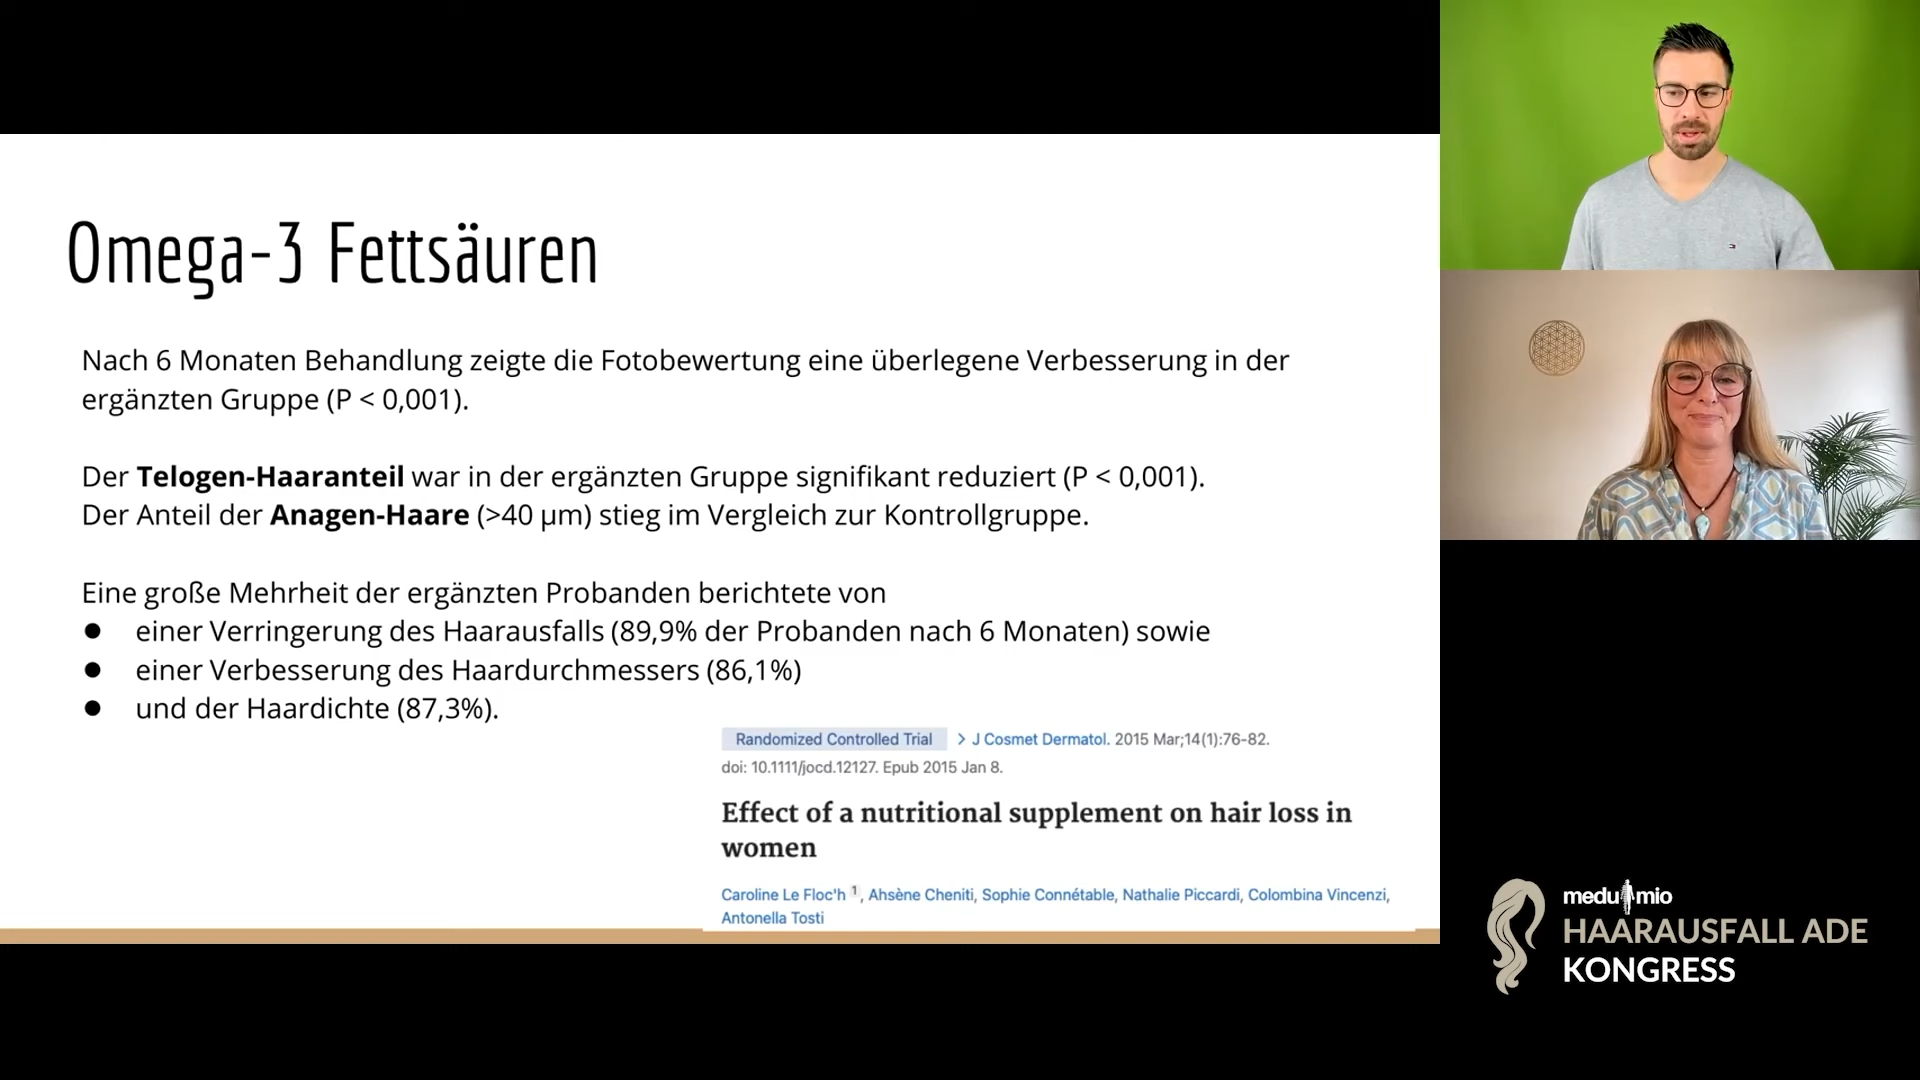 Omega-3 Fettsäuren
Nach 6 Monaten Behandlung zeigte die Fotobewertung eine überlegene Verbesserung in der
ergänzten Gruppe (P < 0,001).
Der Telogen-Haaranteil war in der ergänzten Gruppe signifikant reduziert (P < 0,001).
Der Anteil der Anagen-Haare (>40 μm) stieg im Vergleich zur Kontrollgruppe.
Eine große Mehrheit der ergänzten Probanden berichtete von
● einer Verringerung des Haarausfalls (89,9% der Probanden nach 6 Monaten) sowie
● einer Verbesserung des Haardurchmessers (86,1%)
● und der Haardichte (87,3%).
Randomized Controlled Trial > J Cosmet Dermatol. 2015 Mar;14(1):76-82.
doi: 10.1111/jocd.12127. Epub 2015 Jan 8.
Effect of a nutritional supplement on hair loss in
women
Caroline Le Floc'h 1, Ahsène Cheniti, Sophie Connétable, Nathalie Piccardi, Colombina Vincenzi,
Antonella Tosti
medumio
HAARAUSFALL ADE
KONGRESS